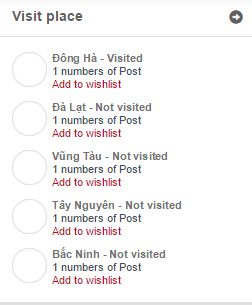 Visit place
Đông Hà - Visited
1 numbers of Post
Add to wishlist
Đà Lạt - Not visited
1 numbers of Post
Add to wishlist
Vũng Tàu - Not visited
1 numbers of Post
Add to wishlist
Tây Nguyên - Not visited
1 numbers of Post
Add to wishlist
Bắc Ninh - Not visited
1 numbers of Post
Add to wishlist